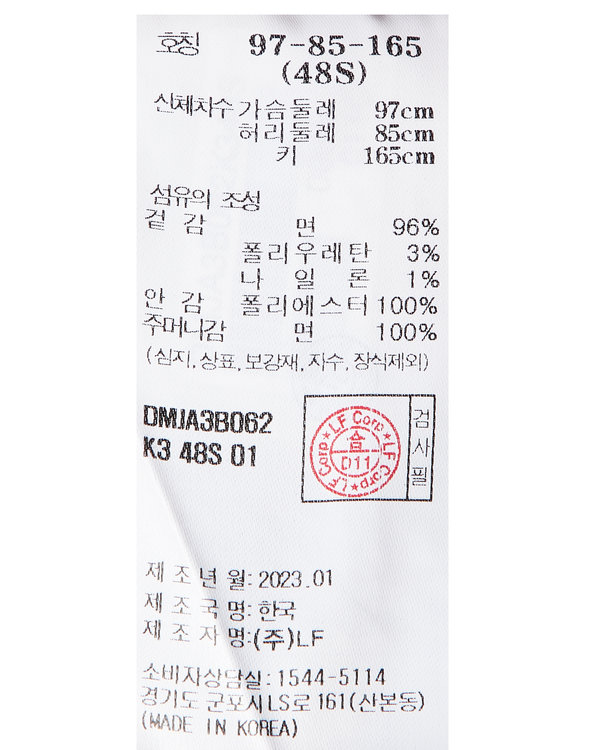 호칭 97-85-165
(48S)
신체치수 가슴둘레 97cm
허리둘레 85cm
키 165cm
섬유의 조성
겉감 면 96%
폴리우레탄 3%
나일론 1%
안감 폴리에스터 100%
주머니감 면 100%
(심지, 상표, 보강재, 자수, 장식제외)
DMJA3B062
K3 48S 01
LF Corp ★ LF Corp ★ LF Corp ★
合
D11
검사필
제조년월: 2023.01
제조국명: 한국
제조자명:(주)LF
소비자상담실: 1544-5114
경기도 군포시 LS로 161(산본동)
(MADE IN KOREA)